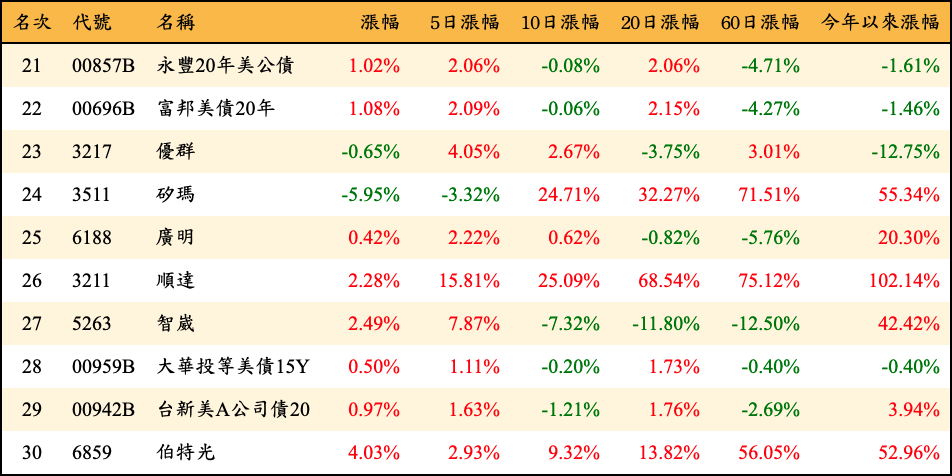 名次 代號 名稱 漲幅 5日漲幅 10日漲幅 20日漲幅 60日漲幅 今年以來漲幅
21 00857B 永豐20年美公債 1.02% 2.06% -0.08% 2.06% -4.71% -1.61%
22 00696B 富邦美債20年 1.08% 2.09% -0.06% 2.15% -4.27% -1.46%
23 3217 優群 -0.65% 4.05% 2.67% -3.75% 3.01% -12.75%
24 3511 矽瑪 -5.95% -3.32% 24.71% 32.27% 71.51% 55.34%
25 6188 廣明 0.42% 2.22% 0.62% -0.82% -5.76% 20.30%
26 3211 順達 2.28% 15.81% 25.09% 68.54% 75.12% 102.14%
27 5263 智崴 2.49% 7.87% -7.32% -11.80% -12.50% 42.42%
28 00959B 大華投等美債15Y 0.50% 1.11% -0.20% 1.73% -0.40% -0.40%
29 00942B 台新美A公司債20 0.97% 1.63% -1.21% 1.76% -2.69% 3.94%
30 6859 伯特光 4.03% 2.93% 9.32% 13.82% 56.05% 52.96%